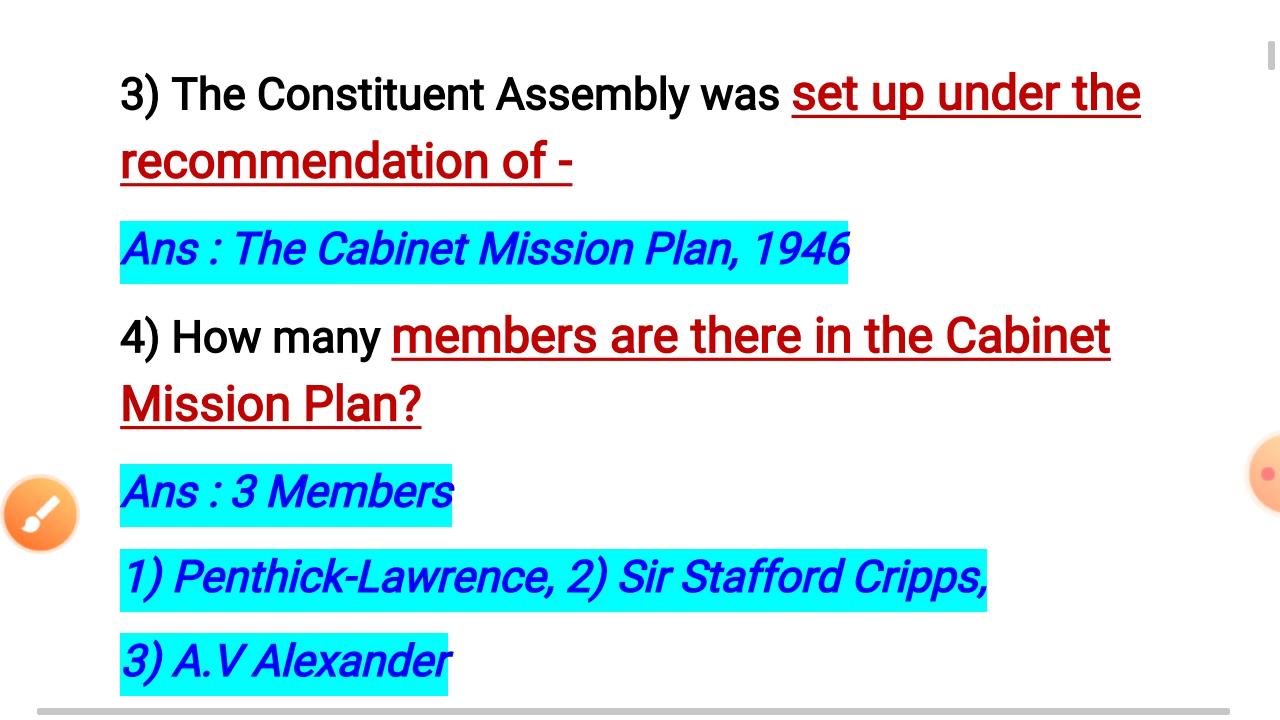 3) The Constituent Assembly was set up under the
recommendation of -
Ans : The Cabinet Mission Plan, 1946
4) How many members are there in the Cabinet
Mission Plan?
Ans : 3 Members
1) Penthick-Lawrence, 2) Sir Stafford Cripps,
3) A.V Alexander